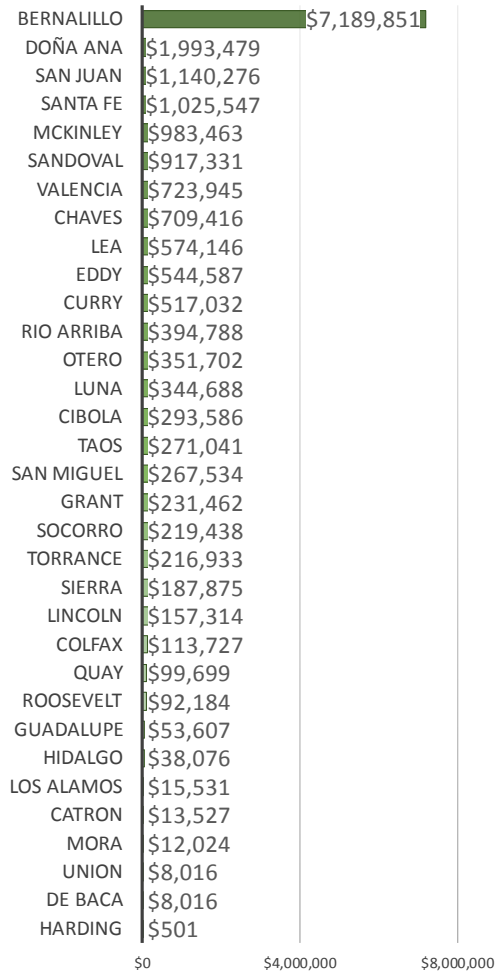 BERNALILLO $7,189,851
DOÑA ANA $1,993,479
SAN JUAN $1,140,276
SANTA FE $1,025,547
MCKINLEY $983,463
SANDOVAL $917,331
VALENCIA $723,945
CHAVES $709,416
LEA $574,146
EDDY $544,587
CURRY $517,032
RIO ARRIBA $394,788
OTERO $351,702
LUNA $344,688
CIBOLA $293,586
TAOS $271,041
SAN MIGUEL $267,534
GRANT $231,462
SOCORRO $219,438
TORRANCE $216,933
SIERRA $187,875
LINCOLN $157,314
COLFAX $113,727
QUAY $99,699
ROOSEVELT $92,184
GUADALUPE $53,607
HIDALGO $38,076
LOS ALAMOS $15,531
CATRON $13,527
MORA $12,024
UNION $8,016
DE BACA $8,016
HARDING $501
$0 $4,000,000 $8,000,000